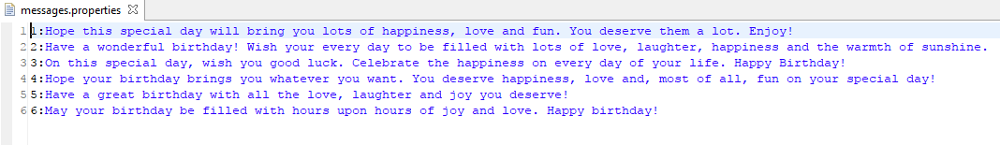 messages.properties
1 1:Hope this special day will bring you lots of happiness, love and fun. You deserve them a lot. Enjoy!
2 2:Have a wonderful birthday! Wish your every day to be filled with lots of love, laughter, happiness and the warmth of sunshine.
3 3:On this special day, wish you good luck. Celebrate the happiness on every day of your life. Happy Birthday!
4 4:Hope your birthday brings you whatever you want. You deserve happiness, love and, most of all, fun on your special day!
5 5:Have a great birthday with all the love, laughter and joy you deserve!
6 6:May your birthday be filled with hours upon hours of joy and love. Happy birthday!